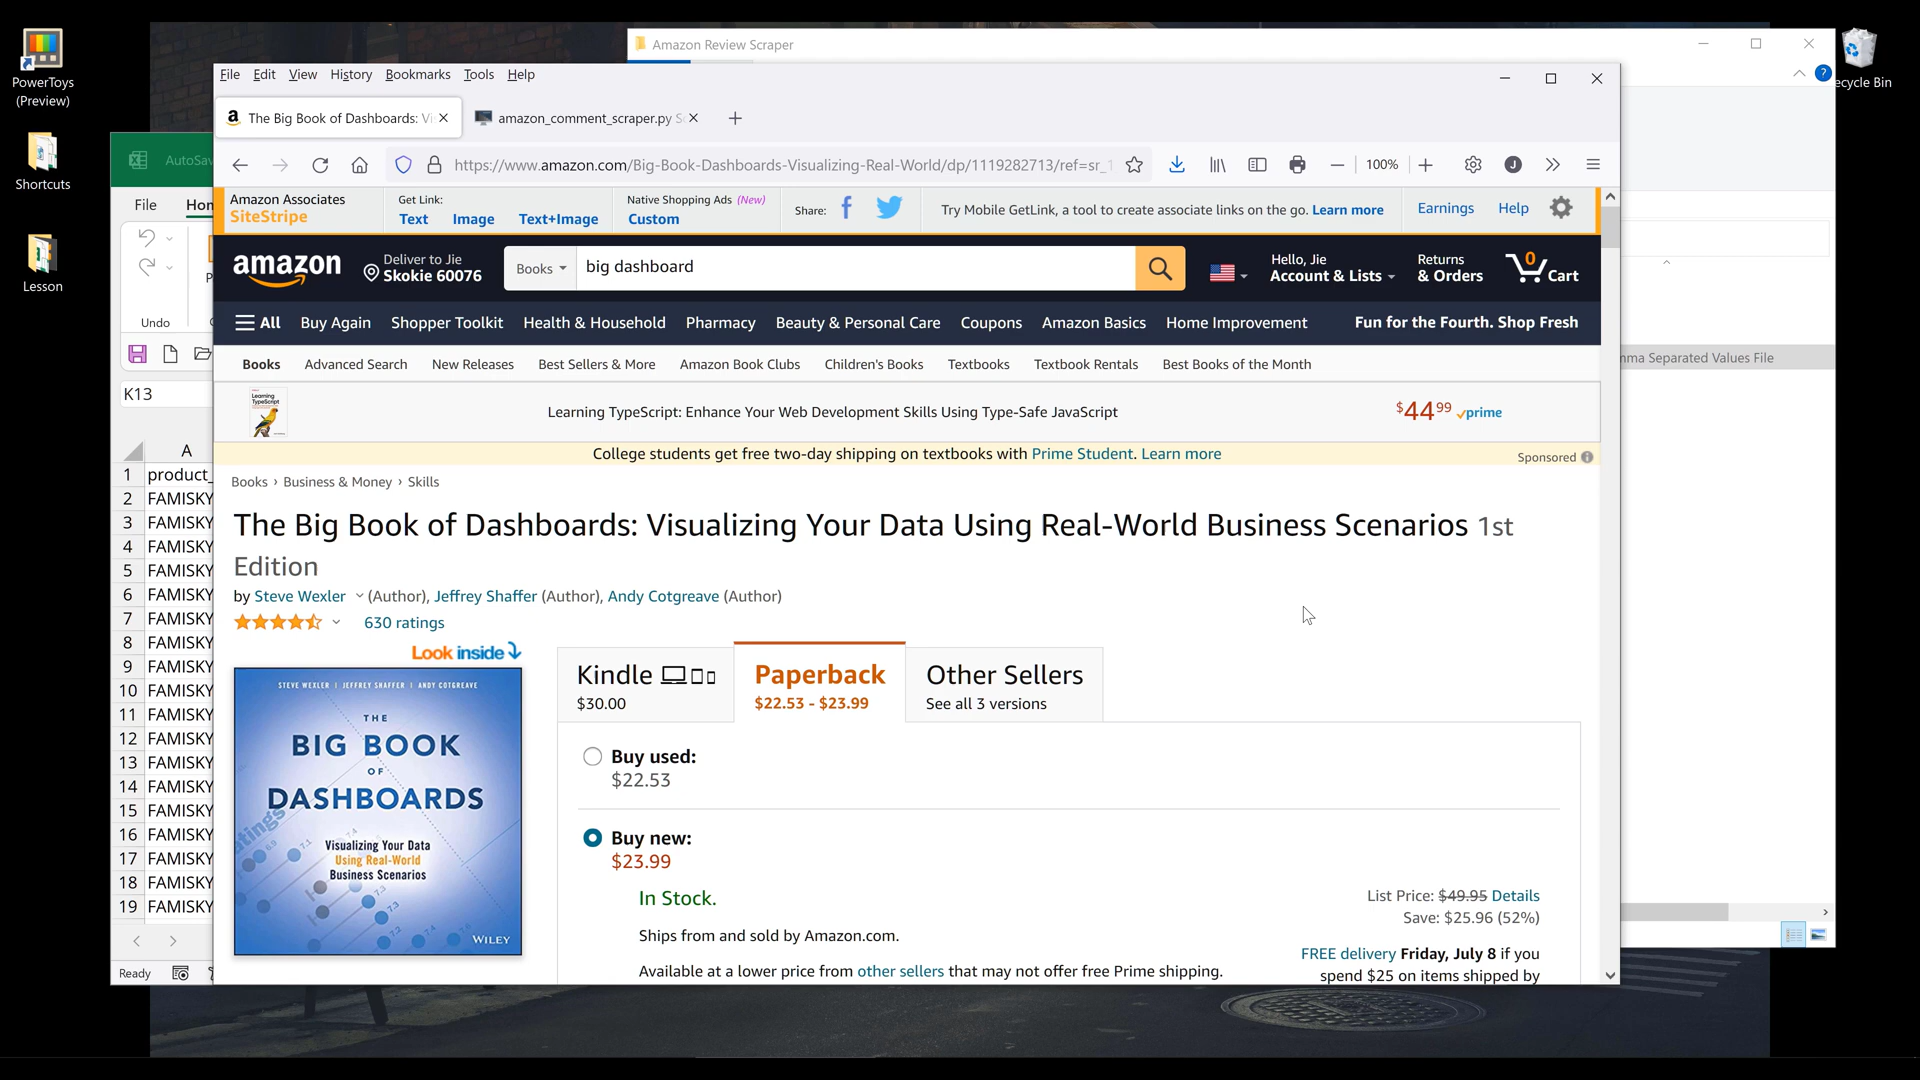 PowerToys
(Preview)
Shortcuts
Lesson
Recycle Bin
Amazon Review Scraper
File Edit View History Bookmarks Tools Help
The Big Book of Dashboards: Vi
amazon_comment_scraper.py S
https://www.amazon.com/Big-Book-Dashboards-Visualizing-Real-World/dp/1119282713/ref=sr_1
100%
J
Amazon Associates
SiteStripe
Get Link:
Text Image Text+Image
Native Shopping Ads (New)
Custom
Share:
Try Mobile GetLink, a tool to create associate links on the go. Learn more
Earnings Help
amazon
Deliver to Jie
Skokie 60076
Books
big dashboard
Hello, Jie
Account & Lists
Returns
& Orders
0
Cart
All Buy Again Shopper Toolkit Health & Household Pharmacy Beauty & Personal Care Coupons Amazon Basics Home Improvement Fun for the Fourth. Shop Fresh
Books Advanced Search New Releases Best Sellers & More Amazon Book Clubs Children's Books Textbooks Textbook Rentals Best Books of the Month
Learning
TypeScript
Learning TypeScript: Enhance Your Web Development Skills Using Type-Safe JavaScript
$44 99 prime
College students get free two-day shipping on textbooks with Prime Student. Learn more
Sponsored
Books › Business & Money › Skills
The Big Book of Dashboards: Visualizing Your Data Using Real-World Business Scenarios 1st
Edition
by Steve Wexler (Author), Jeffrey Shaffer (Author), Andy Cotgreave (Author)
630 ratings
Look inside
STEVE WEXLER | JEFFREY SHAFFER | ANDY COTGREAVE
THE
BIG BOOK
OF
DASHBOARDS
Visualizing Your Data
Using Real-World
Business Scenarios
WILEY
Kindle
$30.00
Paperback
$22.53 - $23.99
Other Sellers
See all 3 versions
Buy used:
$22.53
Buy new:
$23.99
In Stock.
Ships from and sold by Amazon.com.
Available at a lower price from other sellers that may not offer free Prime shipping.
List Price: $49.95 Details
Save: $25.96 (52%)
FREE delivery Friday, July 8 if you
spend $25 on items shipped by
AutoSav
File Hom
Undo
K13
A
1 product_
2 FAMISKY
3 FAMISKY
4 FAMISKY
5 FAMISKY
6 FAMISKY
7 FAMISKY
8 FAMISKY
9 FAMISKY
10 FAMISKY
11 FAMISKY
12 FAMISKY
13 FAMISKY
14 FAMISKY
15 FAMISKY
16 FAMISKY
17 FAMISKY
18 FAMISKY
19 FAMISKY
Ready
mma Separated Values File